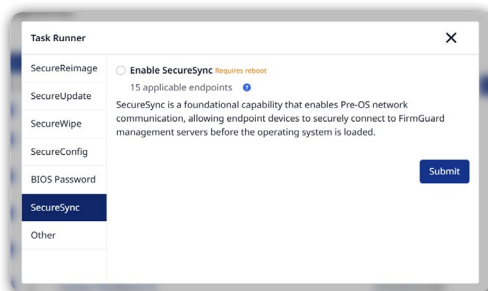 Task Runner
SecureReimage
SecureUpdate
SecureWipe
SecureConfig
BIOS Password
SecureSync
Other
Enable SecureSync Requires reboot
15 applicable endpoints ?
SecureSync is a foundational capability that enables Pre-OS network
communication, allowing endpoint devices to securely connect to FirmGuard
management servers before the operating system is loaded.
Submit